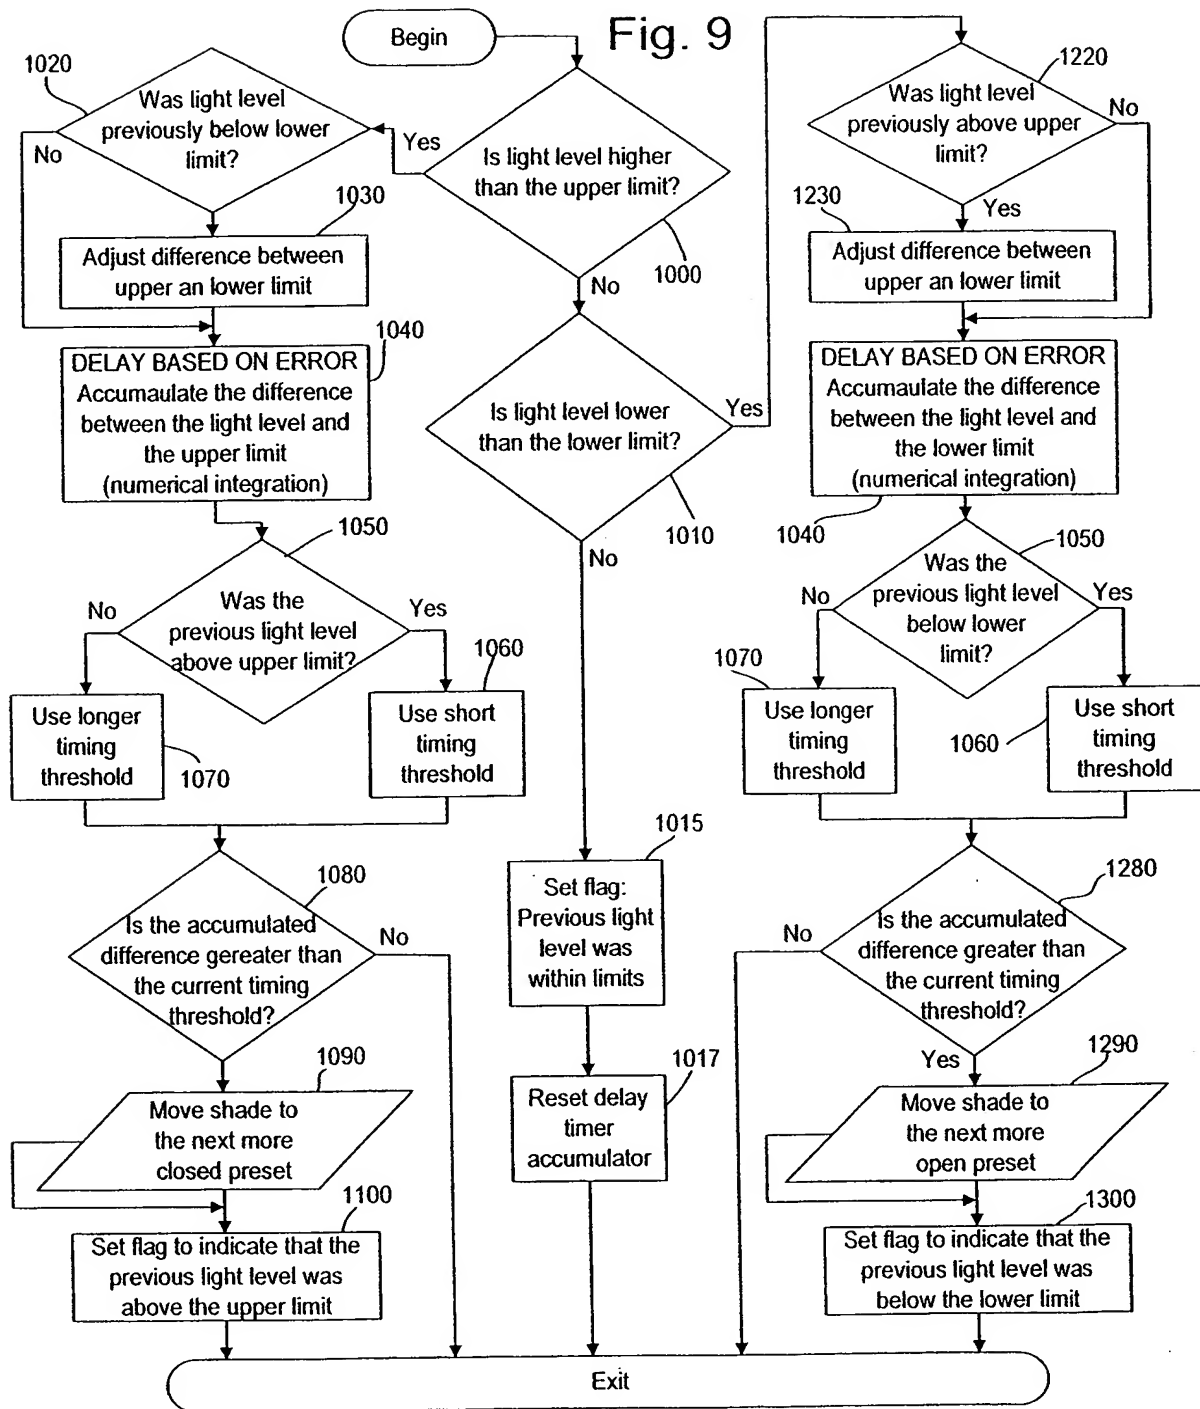 Fig. 9
Begin
1020
Was light level
previously below lower
limit?
No
Yes
Is light level higher
than the upper limit?
1000
No
1220
Was light level
previously above upper
limit?
No
Yes
1030
Adjust difference between
upper an lower limit
1230
Adjust difference between
upper an lower limit
1040
DELAY BASED ON ERROR
Accumaulate the difference
between the light level and
the upper limit
(numerical integration)
Is light level lower
than the lower limit?
Yes
1010
No
DELAY BASED ON ERROR
Accumaulate the difference
between the light level and
the lower limit
(numerical integration)
1040
1050
Was the
previous light level
above upper limit?
No
Yes
1050
Was the
previous light level
below lower
limit?
No
Yes
Use longer
timing
threshold
1070
1060
Use short
timing
threshold
1070
Use longer
timing
threshold
1060
Use short
timing
threshold
1080
Is the accumulated
difference gereater than
the current timing
threshold?
No
1015
Set flag:
Previous light
level was
within limits
1280
Is the accumulated
difference greater than
the current timing
threshold?
No
Yes
1090
Move shade to
the next more
closed preset
1017
Reset delay
timer
accumulator
1290
Move shade to
the next more
open preset
1100
Set flag to indicate that the
previous light level was
above the upper limit
1300
Set flag to indicate that the
previous light level was
below the lower limit
Exit